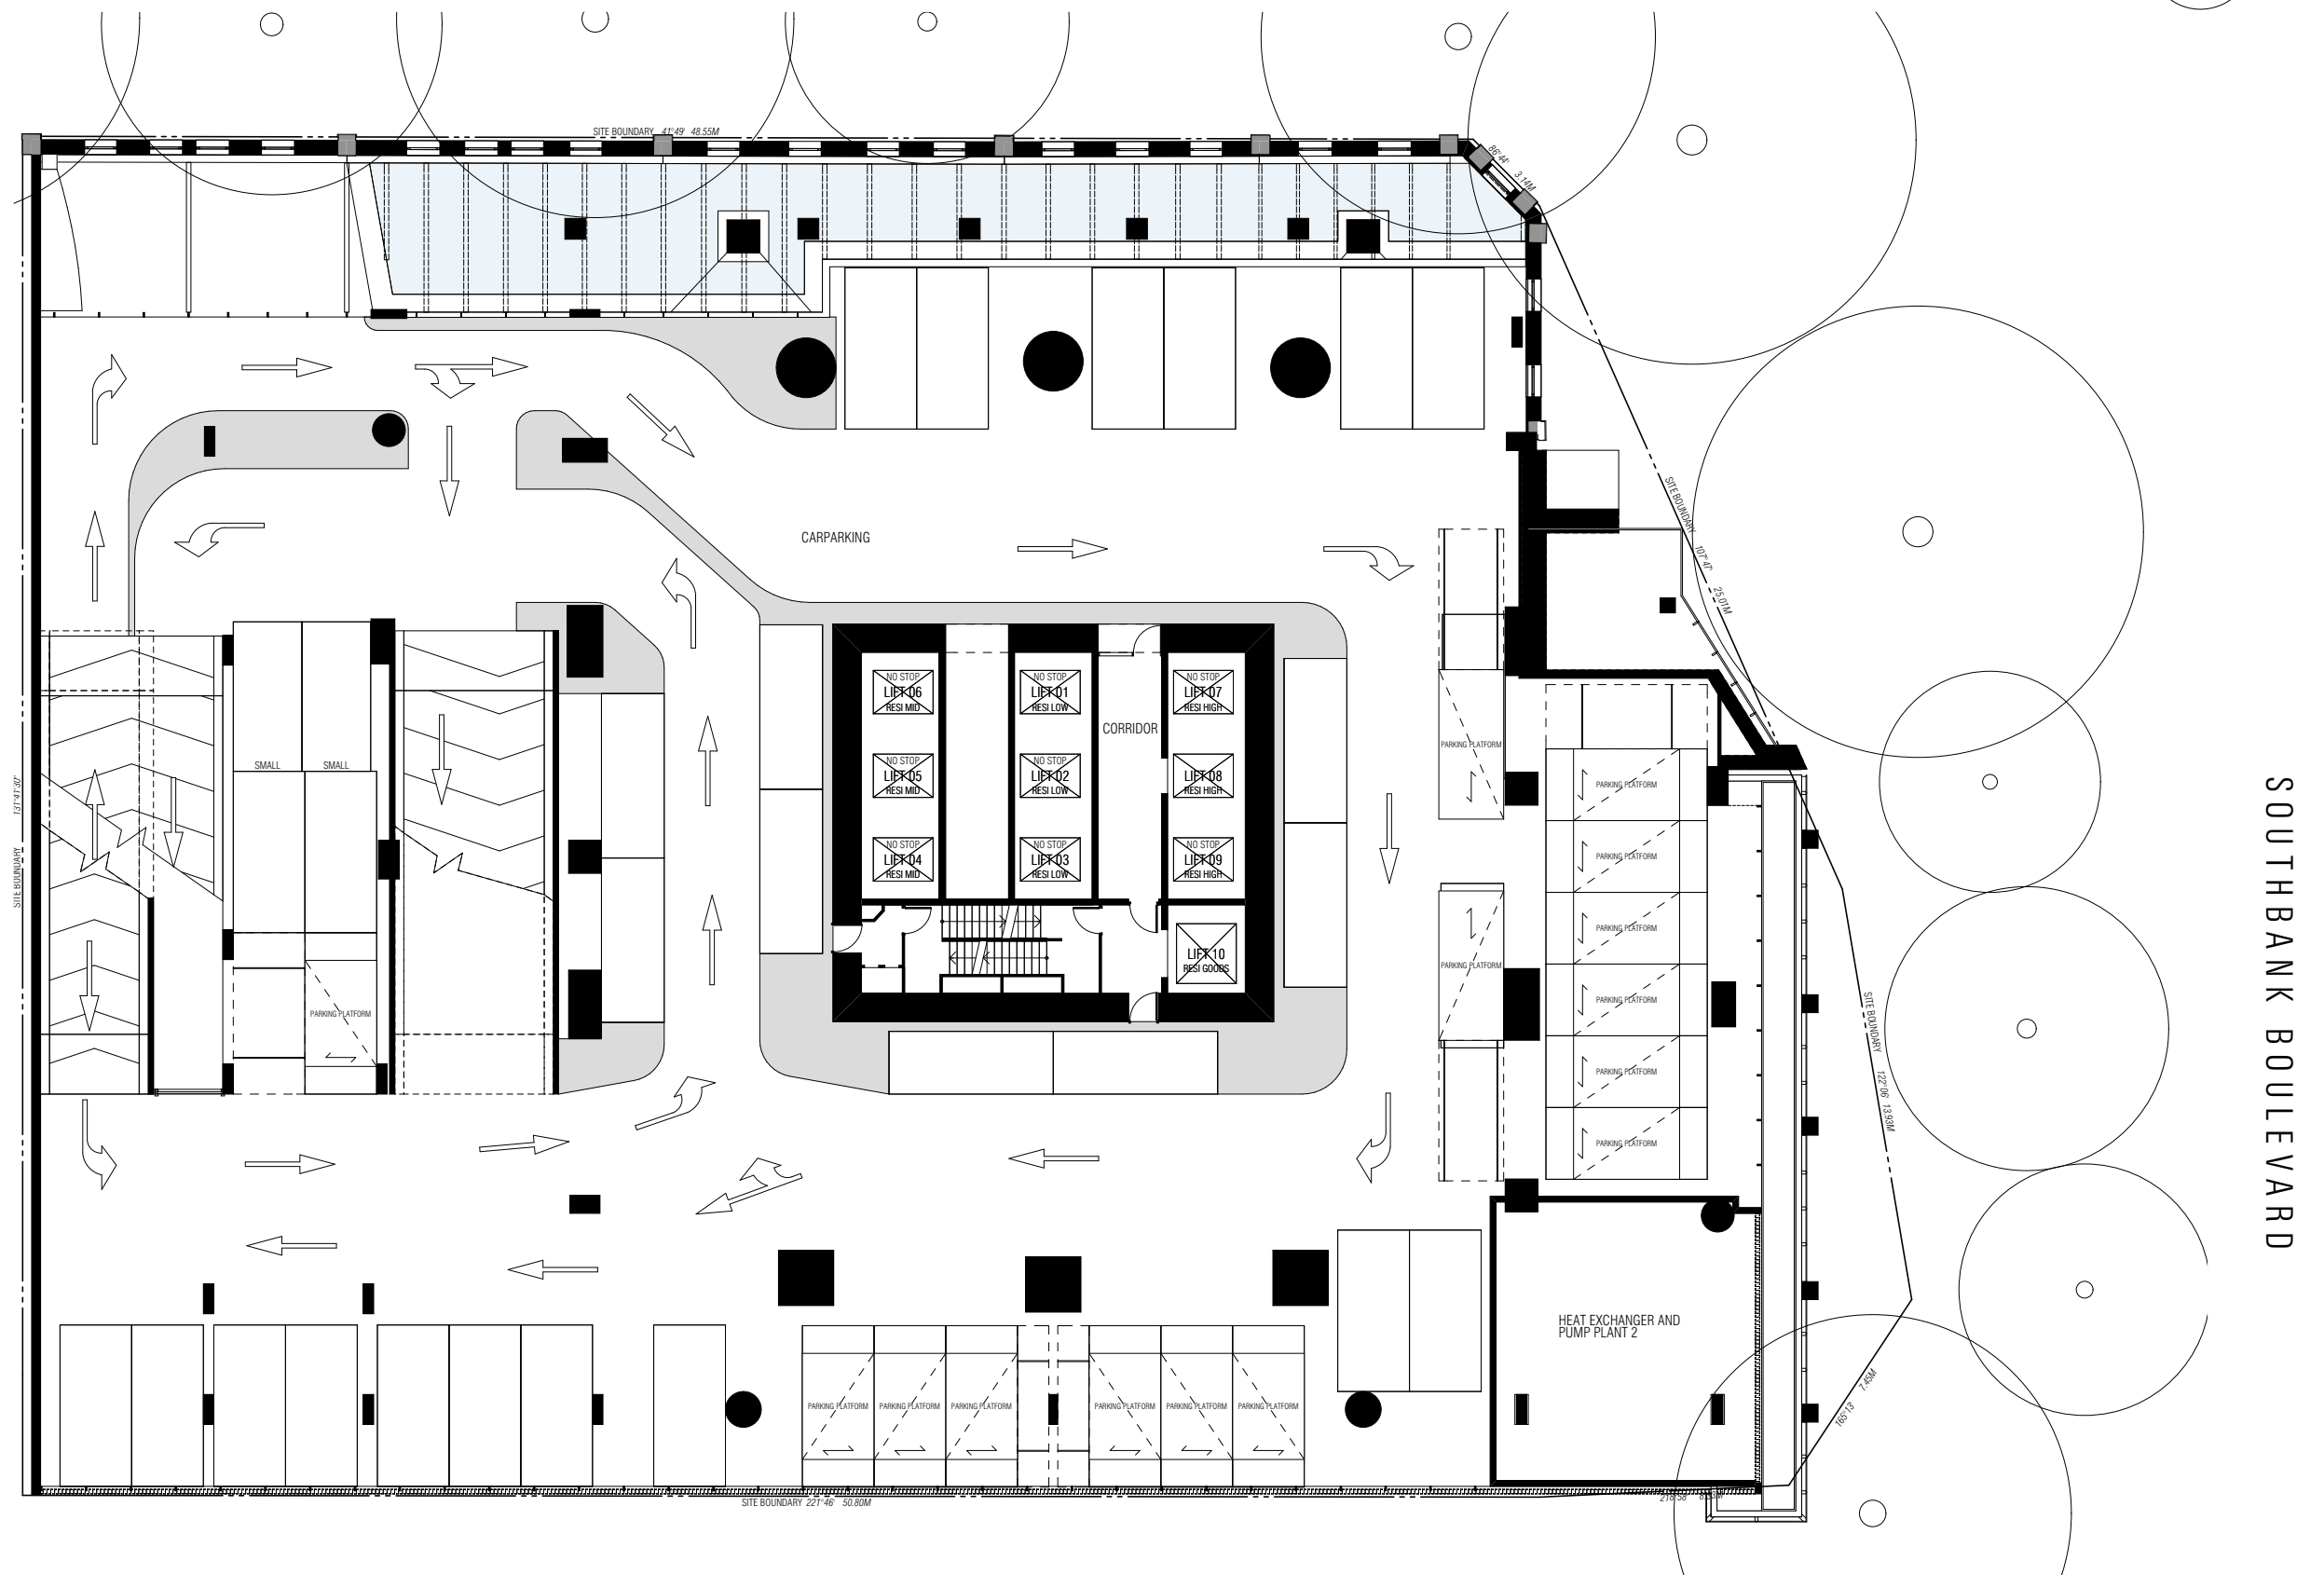 SITE BOUNDARY 41°49' 48.55M
86°44'
3.14M
SITE BOUNDARY 107°47' 25.01M
CARPARKING
NO STOP
LIFT 06
RESI MID
NO STOP
LIFT 01
RESI LOW
NO STOP
LIFT 07
RESI HIGH
CORRIDOR
NO STOP
LIFT 05
RESI MID
NO STOP
LIFT 02
RESI LOW
NO STOP
LIFT 08
RESI HIGH
NO STOP
LIFT 04
RESI MID
NO STOP
LIFT 03
RESI LOW
NO STOP
LIFT 09
RESI HIGH
LIFT 10
RESI GOODS
SMALL
SMALL
SITE BOUNDARY 131°41'30"
PARKING PLATFORM
PARKING PLATFORM
PARKING PLATFORM
PARKING PLATFORM
PARKING PLATFORM
PARKING PLATFORM
PARKING PLATFORM
PARKING PLATFORM
PARKING PLATFORM
SOUTHBANK BOULEVARD
SITE BOUNDARY 122°06' 13.93M
HEAT EXCHANGER AND
PUMP PLANT 2
7.45M
165°13'
PARKING PLATFORM
PARKING PLATFORM
PARKING PLATFORM
PARKING PLATFORM
PARKING PLATFORM
PARKING PLATFORM
SITE BOUNDARY 221°46' 50.80M